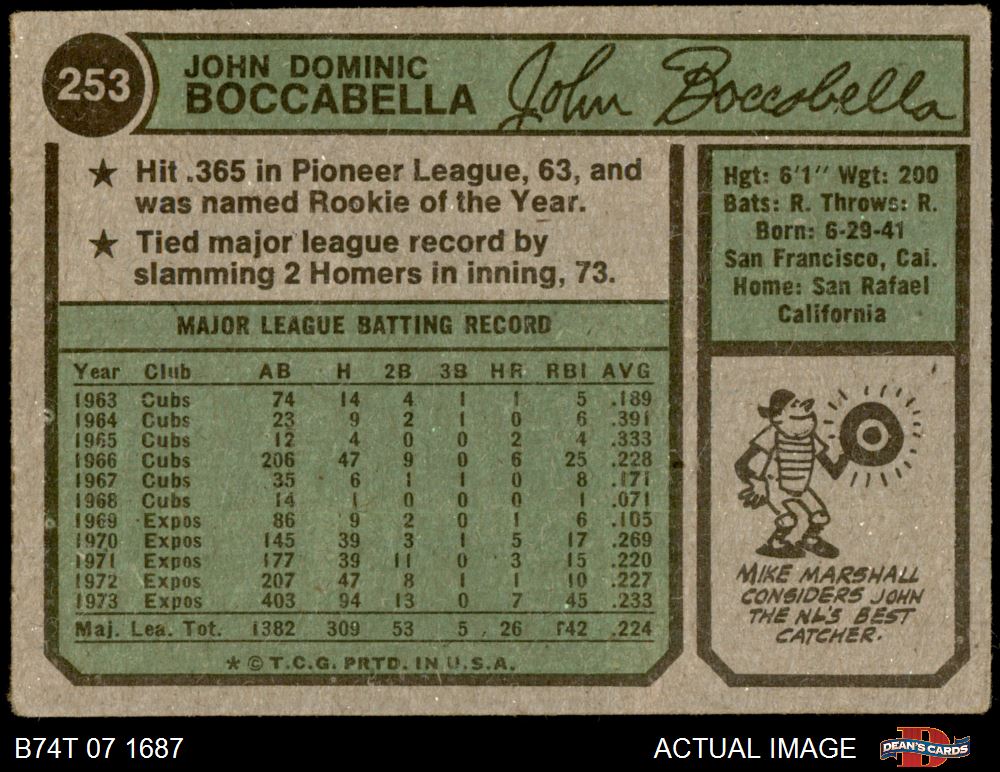 253
JOHN DOMINIC
BOCCABELLA
John Boccabella
★ Hit .365 in Pioneer League, 63, and
was named Rookie of the Year.
★ Tied major league record by
slamming 2 Homers in inning, 73.
Hgt: 6'1" Wgt: 200
Bats: R. Throws: R.
Born: 6-29-41
San Francisco, Cai.
Home: San Rafael
California
MAJOR LEAGUE BATTING RECORD
Year Club AB H 2B 3B HR RBI AVG
1963 Cubs 74 14 4 1 1 5 .189
1964 Cubs 23 9 2 1 0 6 .391
1965 Cubs 12 4 0 0 2 4 .333
1966 Cubs 206 47 9 0 6 25 .228
1967 Cubs 35 6 1 1 0 8 .171
1968 Cubs 14 1 0 0 0 1 .071
1969 Expos 86 9 2 0 1 6 .105
1970 Expos 145 39 3 1 5 17 .269
1971 Expos 177 39 11 0 3 15 .220
1972 Expos 207 47 8 1 1 10 .227
1973 Expos 403 94 13 0 7 45 .233
Maj. Lea. Tot. 1382 309 53 5 26 142 .224
★ © T.C.G. PRTD. IN U.S.A.
MIKE MARSHALL
CONSIDERS JOHN
THE NL'S BEST
CATCHER.
B74T 07 1687
ACTUAL IMAGE
DEAN'S CARDS